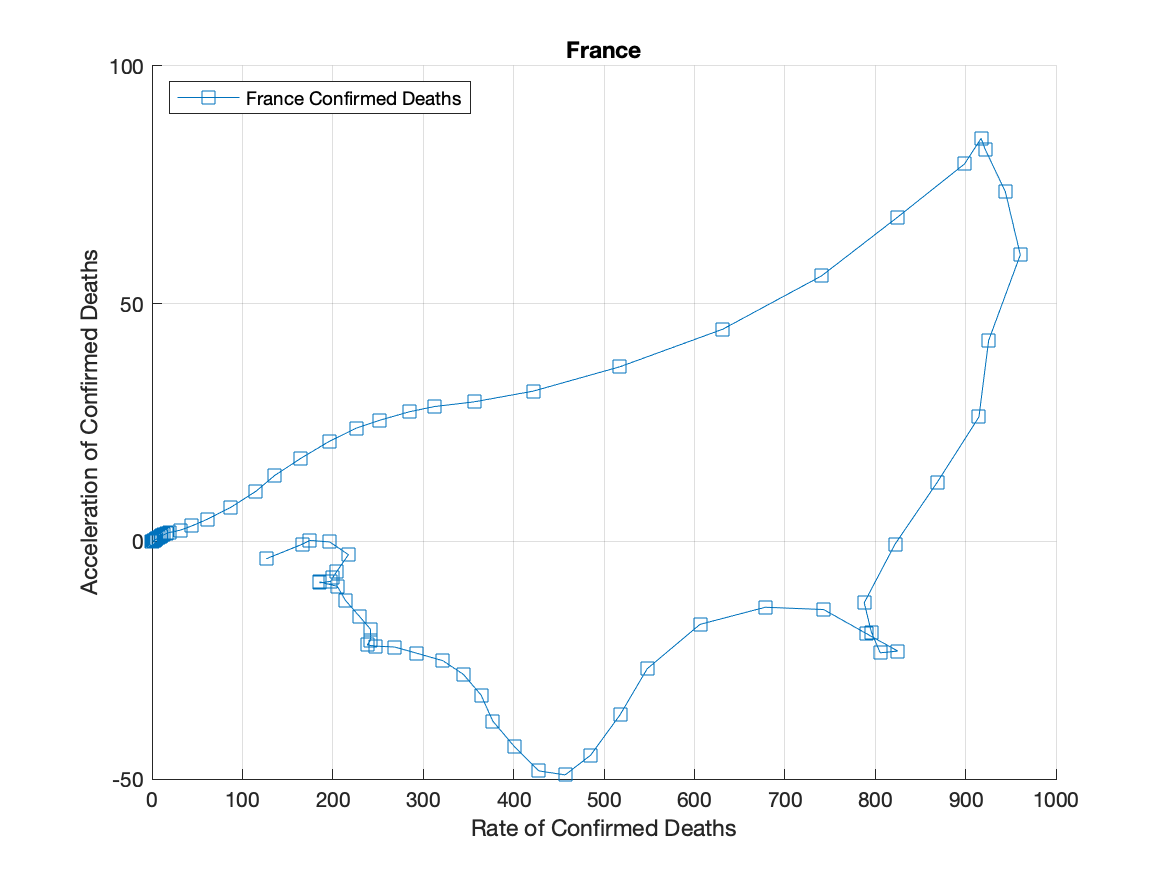 France
100
France Confirmed Deaths
50
0
-50
Acceleration of Confirmed Deaths
0 100 200 300 400 500 600 700 800 900 1000
Rate of Confirmed Deaths